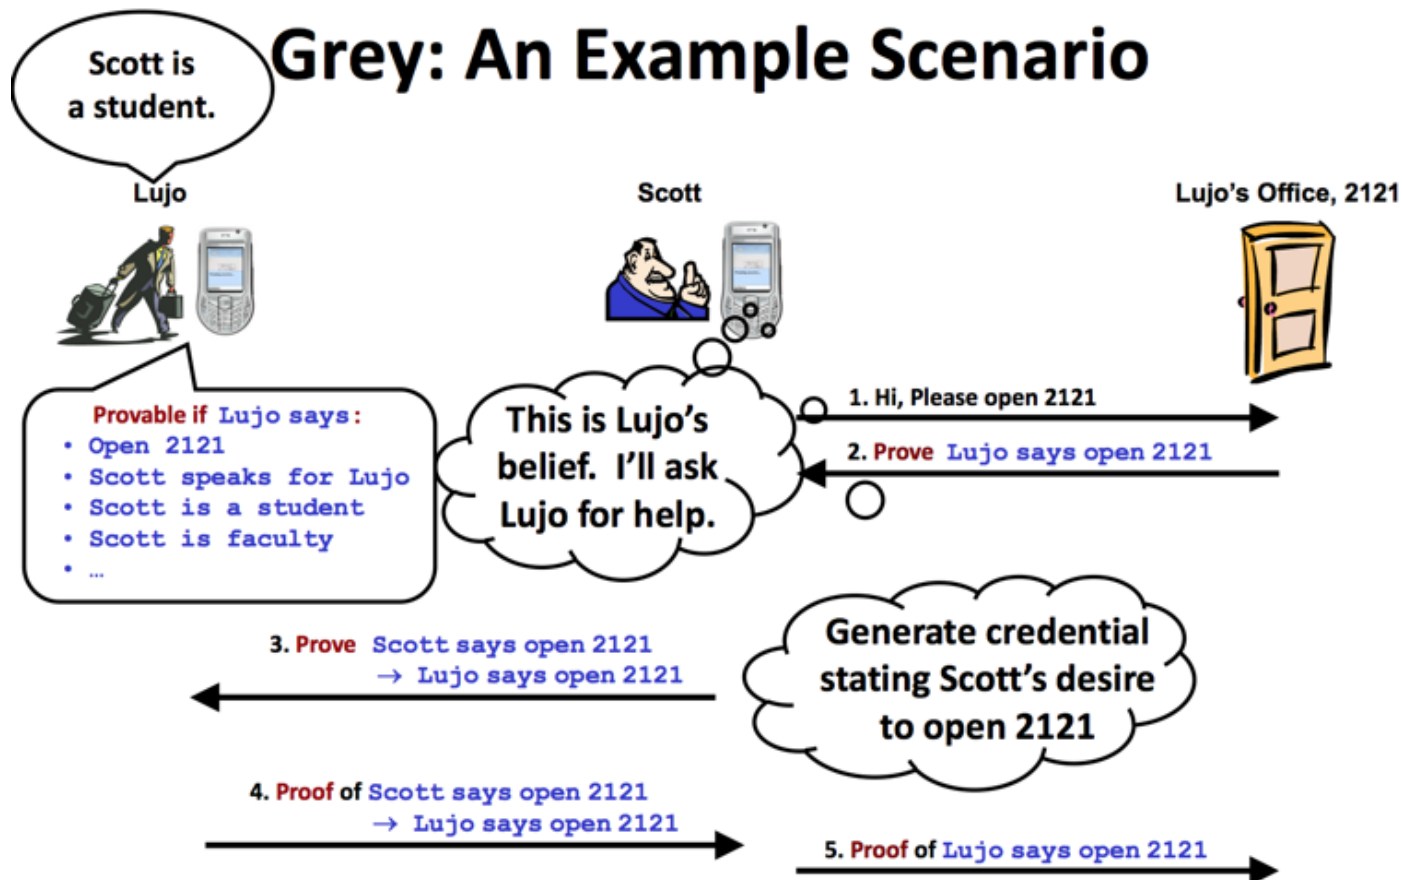 Grey: An Example Scenario
Scott is
a student.
Lujo
Scott
Lujo's Office, 2121
Provable if Lujo says:
• Open 2121
• Scott speaks for Lujo
• Scott is a student
• Scott is faculty
• …
This is Lujo's
belief. I'll ask
Lujo for help.
1. Hi, Please open 2121
2. Prove Lujo says open 2121
Generate credential
stating Scott's desire
to open 2121
3. Prove Scott says open 2121
→ Lujo says open 2121
4. Proof of Scott says open 2121
→ Lujo says open 2121
5. Proof of Lujo says open 2121